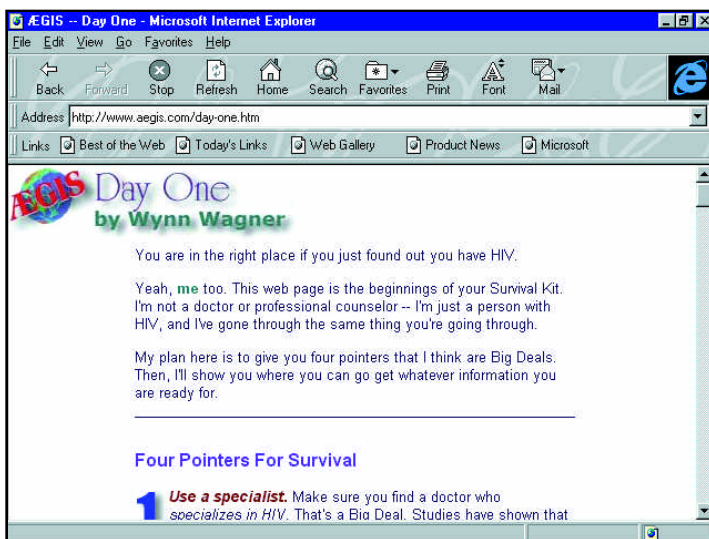 ÆGIS -- Day One - Microsoft Internet Explorer
File Edit View Go Favorites Help
Back Forward Stop Refresh Home Search Favorites Print Font Mail
Address http://www.aegis.com/day-one.htm
Links Best of the Web Today's Links Web Gallery Product News Microsoft
ÆGIS Day One
by Wynn Wagner
You are in the right place if you just found out you have HIV.
Yeah, me too. This web page is the beginnings of your Survival Kit.
I'm not a doctor or professional counselor -- I'm just a person with
HIV, and I've gone through the same thing you're going through.
My plan here is to give you four pointers that I think are Big Deals.
Then, I'll show you where you can go get whatever information you
are ready for.
Four Pointers For Survival
1 Use a specialist. Make sure you find a doctor who
specializes in HIV. That's a Big Deal. Studies have shown that